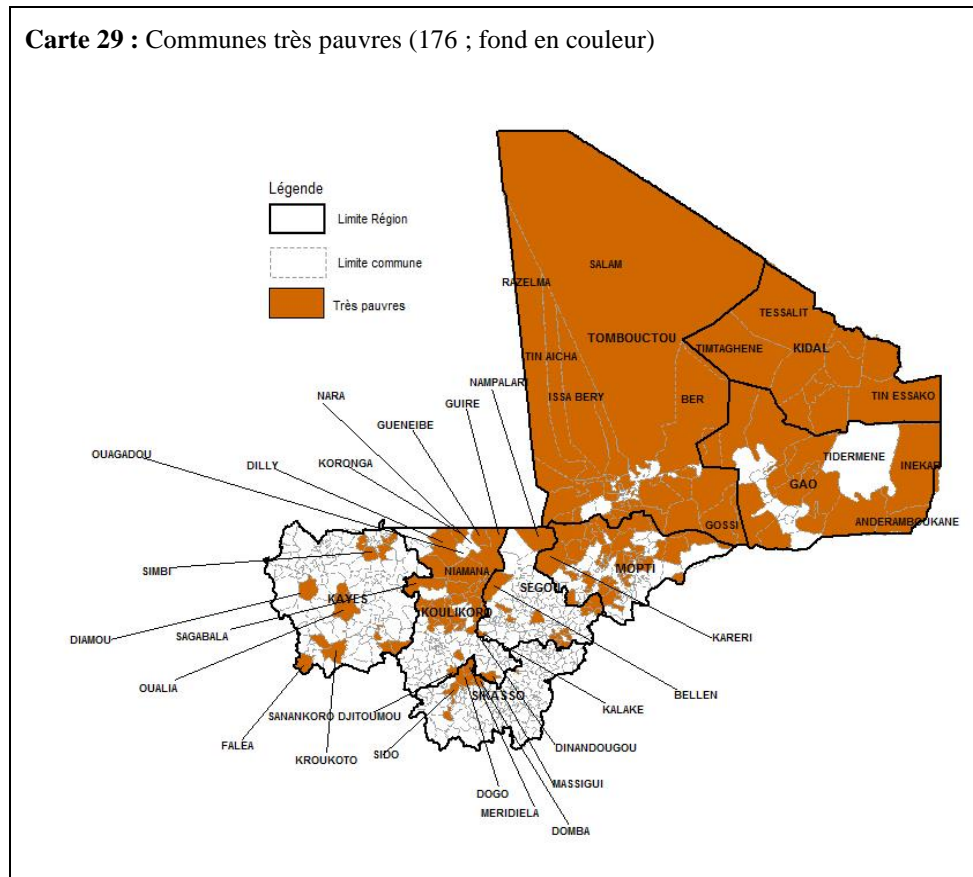 Carte 29 : Communes très pauvres (176 ; fond en couleur)
Légende
Limite Région
Limite commune
Très pauvres
SALAM
RAZELMA
TESSALIT
TOMBOUCTOU
TIMTAGHENE
KIDAL
TIN AICHA
NAMPALARI
ISSA BERY
BER
TIN ESSAKO
NARA
GUIRE
GUENEIBE
OUAGADOU
DILLY
KORONGA
TIDERMENE
INEKAR
GAO
GOSSI
ANDERAMBOUKANE
SIMBI
NIAMANA
MOPTI
SEGOU
KAYES
KOULIKORO
DIAMOU
SAGABALA
KARERI
OUALIA
BELLEN
SIKASSO
KALAKE
SANANKORO DJITOUMOU
FALEA
SIDO
DINANDOUGOU
KROUKOTO
MASSIGUI
DOGO
MERIDIELA
DOMBA